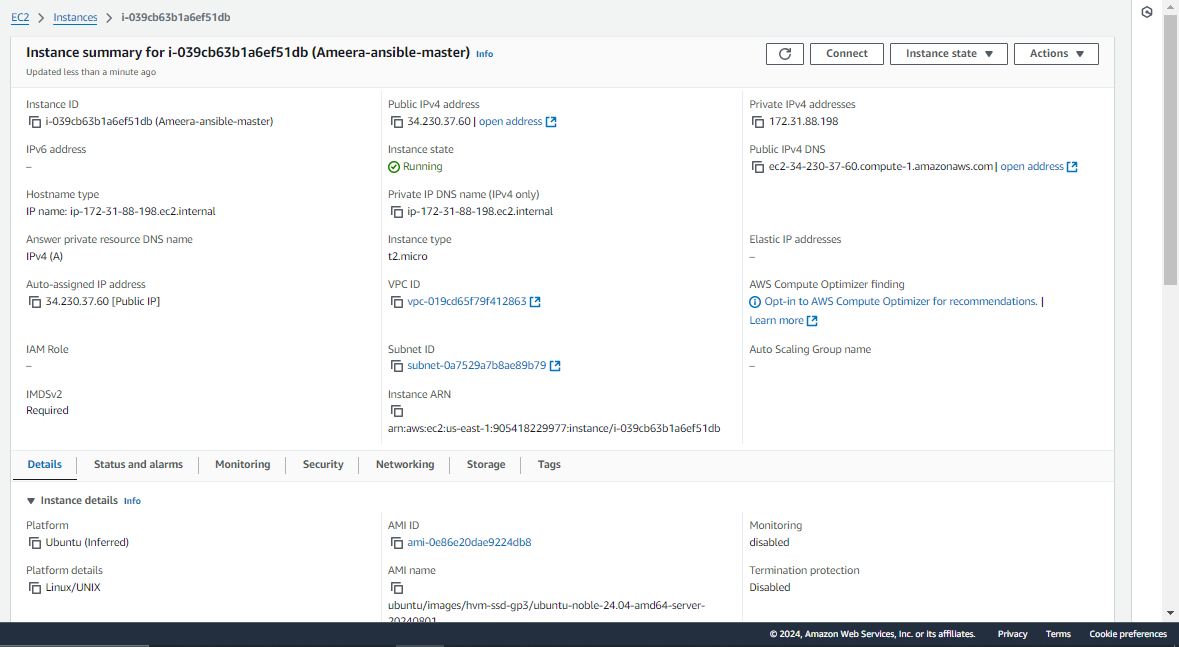 EC2 > Instances > i-039cb63b1a6ef51db
Instance summary for i-039cb63b1a6ef51db (Ameera-ansible-master) Info
Updated less than a minute ago
Connect
Instance state
Actions
Instance ID
i-039cb63b1a6ef51db (Ameera-ansible-master)
Public IPv4 address
34.230.37.60 | open address
Private IPv4 addresses
172.31.88.198
IPv6 address
–
Instance state
Running
Public IPv4 DNS
ec2-34-230-37-60.compute-1.amazonaws.com | open address
Hostname type
IP name: ip-172-31-88-198.ec2.internal
Private IP DNS name (IPv4 only)
ip-172-31-88-198.ec2.internal
Answer private resource DNS name
IPv4 (A)
Instance type
t2.micro
Elastic IP addresses
–
Auto-assigned IP address
34.230.37.60 [Public IP]
VPC ID
vpc-019cd65f79f412863
AWS Compute Optimizer finding
Opt-in to AWS Compute Optimizer for recommendations. |
Learn more
IAM Role
–
Subnet ID
subnet-0a7529a7b8ae89b79
Auto Scaling Group name
–
IMDSv2
Required
Instance ARN
arn:aws:ec2:us-east-1:905418229977:instance/i-039cb63b1a6ef51db
Details
Status and alarms
Monitoring
Security
Networking
Storage
Tags
Instance details Info
Platform
Ubuntu (Inferred)
AMI ID
ami-0e86e20dae9224db8
Monitoring
disabled
Platform details
Linux/UNIX
AMI name
ubuntu/images/hvm-ssd-gp3/ubuntu-noble-24.04-amd64-server-
20240801
Termination protection
Disabled
© 2024, Amazon Web Services, Inc. or its affiliates.
Privacy
Terms
Cookie preferences